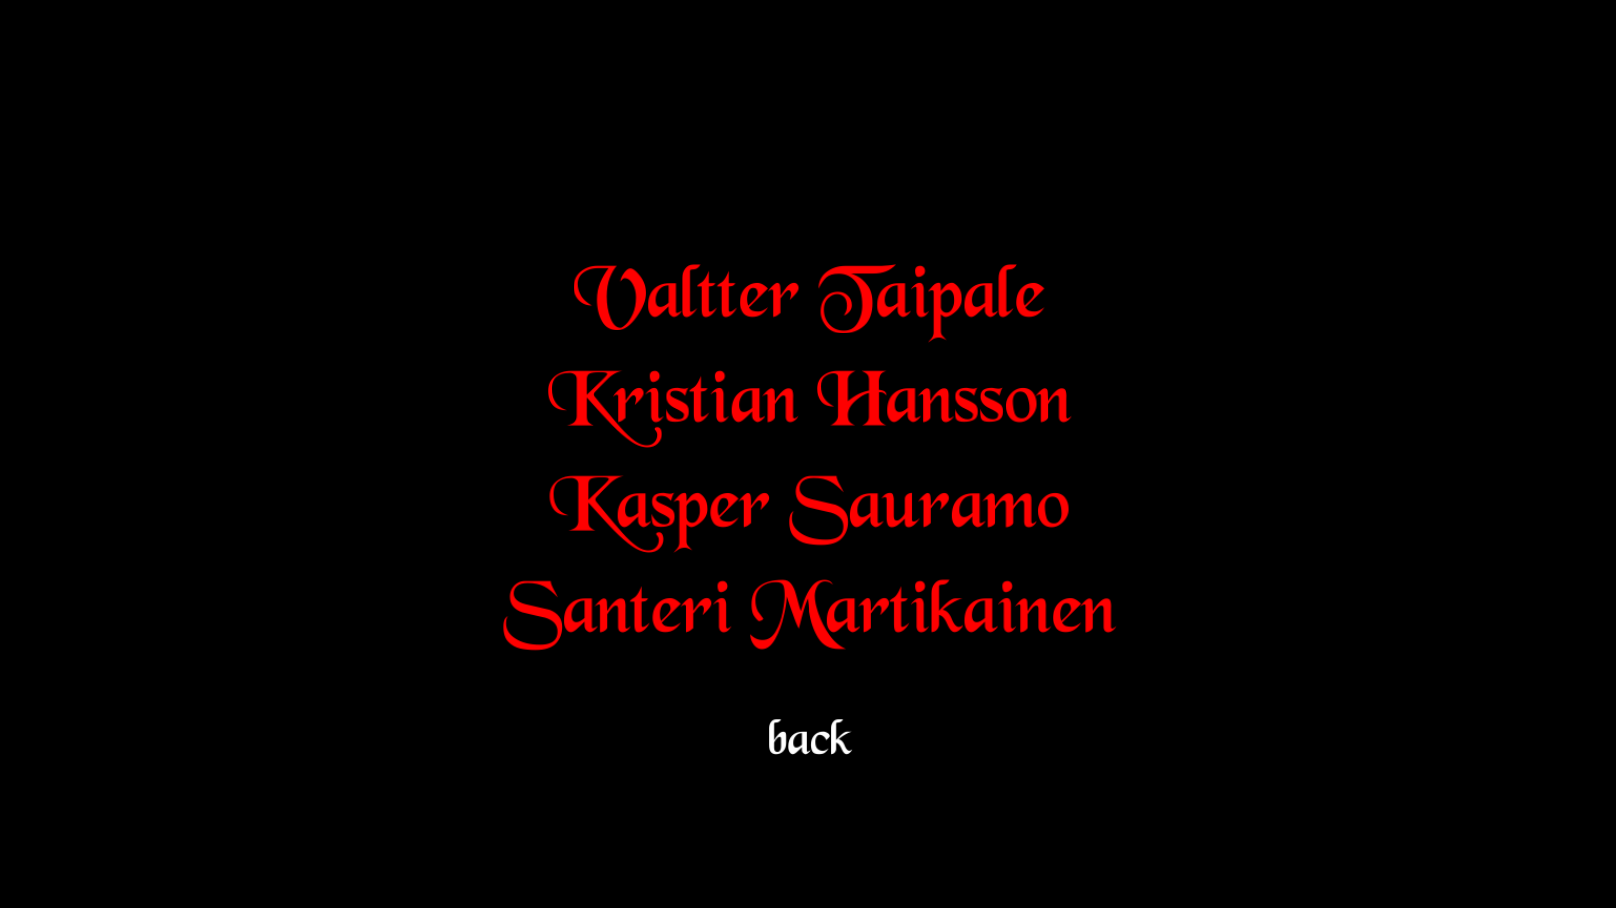 Valtter Taipale
Kristian Hansson
Kasper Sauramo
Santeri Martikainen
back